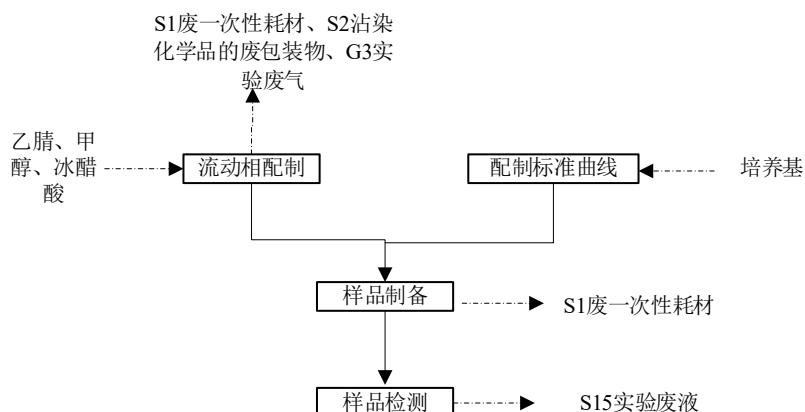 S1废一次性耗材、S2沾染
化学品的废包装物、G3实
验废气
乙腈、甲
醇、冰醋
酸
流动相配制
配制标准曲线
培养基
样品制备
S1废一次性耗材
样品检测
S15实验废液